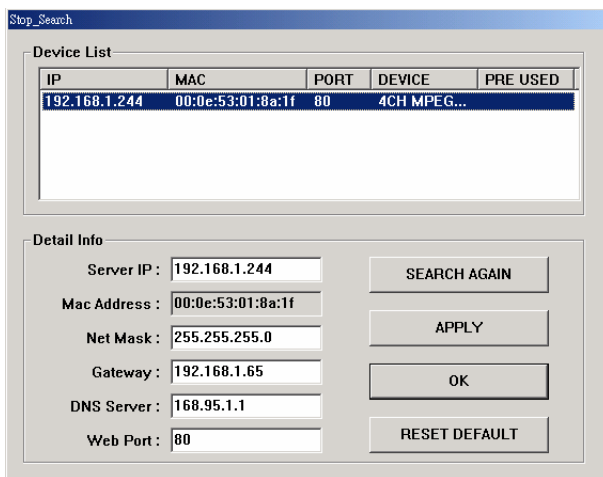 Stop_Search
Device List
IP MAC PORT DEVICE PRE USED
192.168.1.244 00:0e:53:01:8a:1f 80 4CH MPEG...
Detail Info
Server IP : 192.168.1.244
Mac Address : 00:0e:53:01:8a:1f
Net Mask : 255.255.255.0
Gateway : 192.168.1.65
DNS Server : 168.95.1.1
Web Port : 80
SEARCH AGAIN
APPLY
OK
RESET DEFAULT